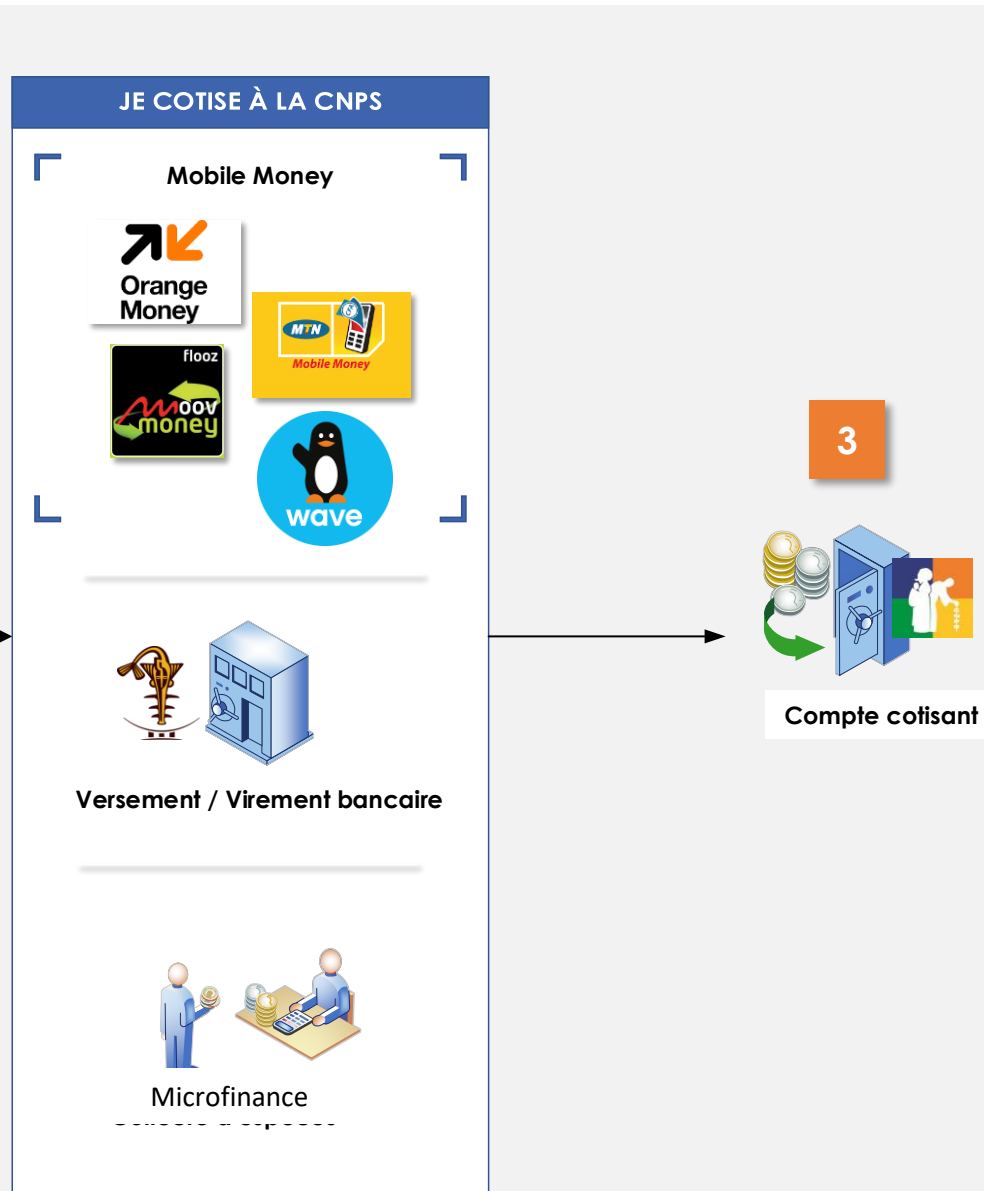 JE COTISE À LA CNPS
Mobile Money
Orange
Money
MTN
Mobile Money
flooz
moov
money
wave
3
Compte cotisant
Versement / Virement bancaire
Microfinance